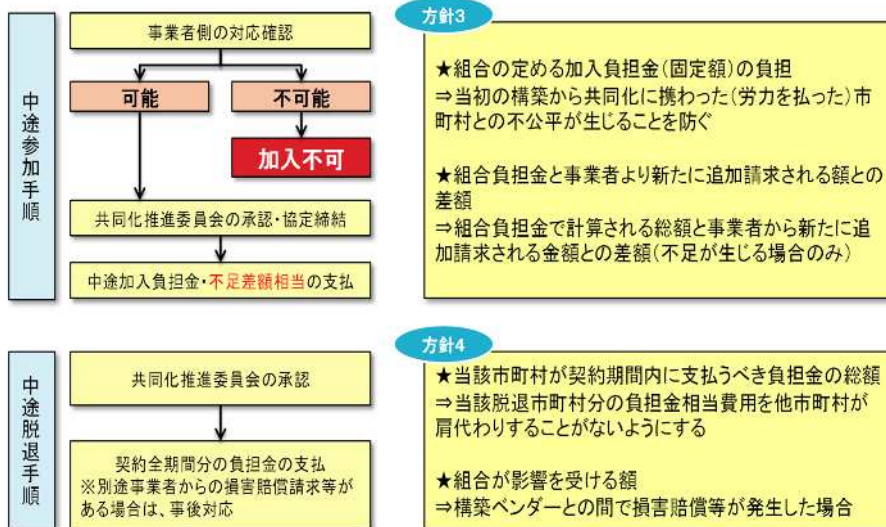 中途参加手順
事業者側の対応確認
可能
不可能
加入不可
共同化推進委員会の承認・協定締結
中途加入負担金・不足差額相当の支払
方針3
★組合の定める加入負担金(固定額)の負担
⇒当初の構築から共同化に携わった(労力を払った)市
町村との不公平が生じることを防ぐ
★組合負担金と事業者より新たに追加請求される額との
差額
⇒組合負担金で計算される総額と事業者から新たに追
加請求される金額との差額(不足が生じる場合のみ)
中途脱退手順
共同化推進委員会の承認
契約全期間分の負担金の支払
※別途事業者からの損害賠償請求等が
ある場合は、事後対応
方針4
★当該市町村が契約期間内に支払うべき負担金の総額
⇒当該脱退市町村分の負担金相当費用を他市町村が
肩代わりすることがないようにする
★組合が影響を受ける額
⇒構築ベンダーとの間で損害賠償等が発生した場合